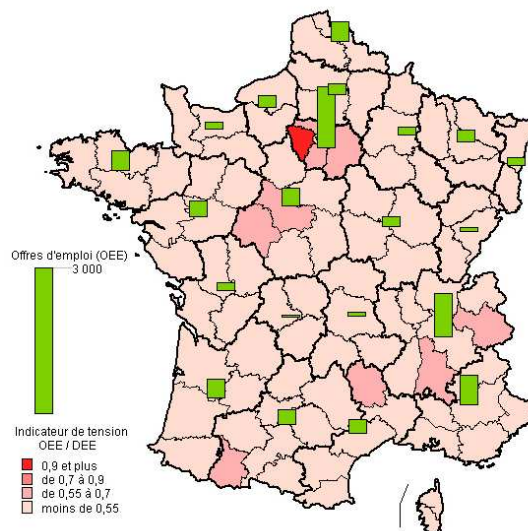 Offres d'emploi (OEE)
3 000
Indicateur de tension
OEE / DEE
0,9 et plus
de 0,7 à 0,9
de 0,55 à 0,7
moins de 0,55